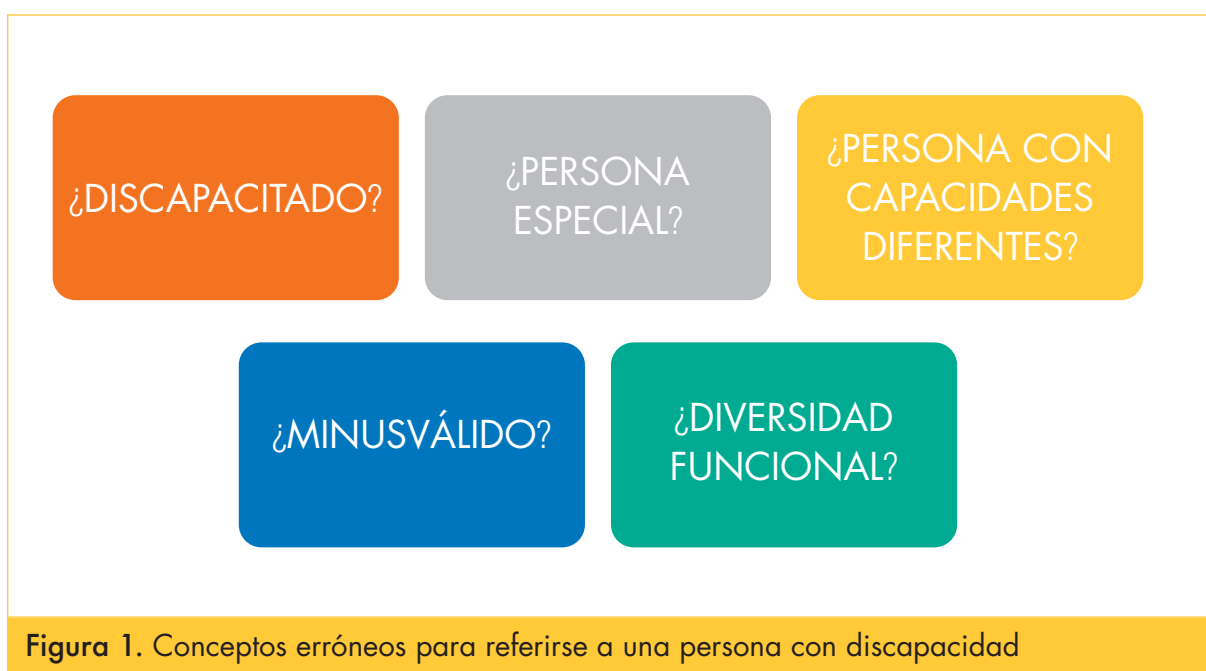 ¿DISCAPACITADO?
¿PERSONA
ESPECIAL?
¿PERSONA CON
CAPACIDADES
DIFERENTES?
¿MINUSVÁLIDO?
¿DIVERSIDAD
FUNCIONAL?
Figura 1. Conceptos erróneos para referirse a una persona con discapacidad